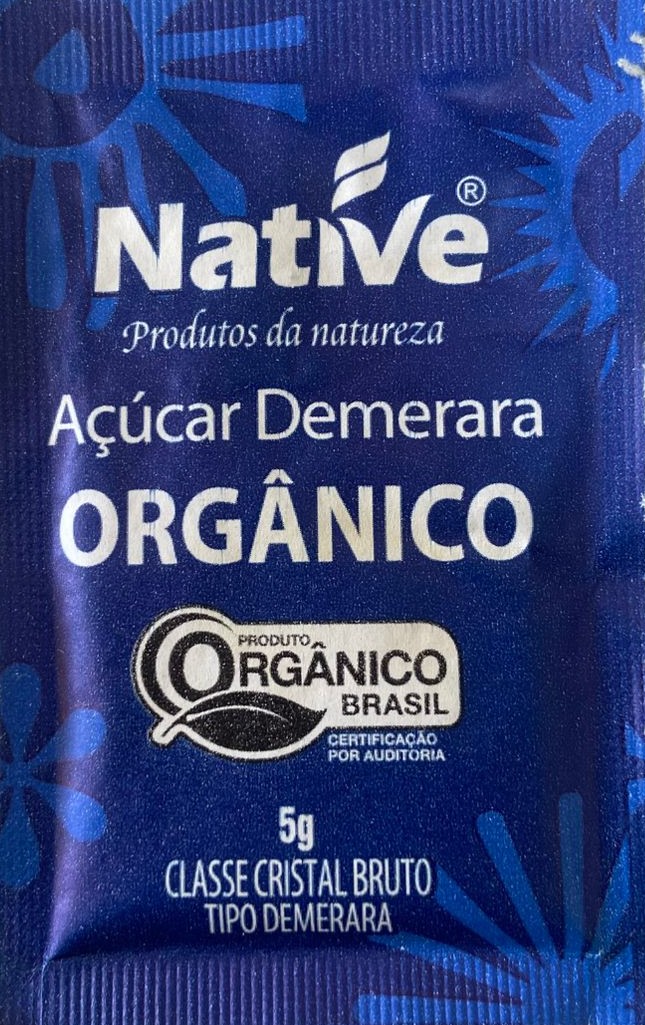 Native®
Produtos da natureza
Açúcar Demerara
ORGÂNICO
PRODUTO
ORGÂNICO
BRASIL
CERTIFICAÇÃO
POR AUDITORIA
5g
CLASSE CRISTAL BRUTO
TIPO DEMERARA